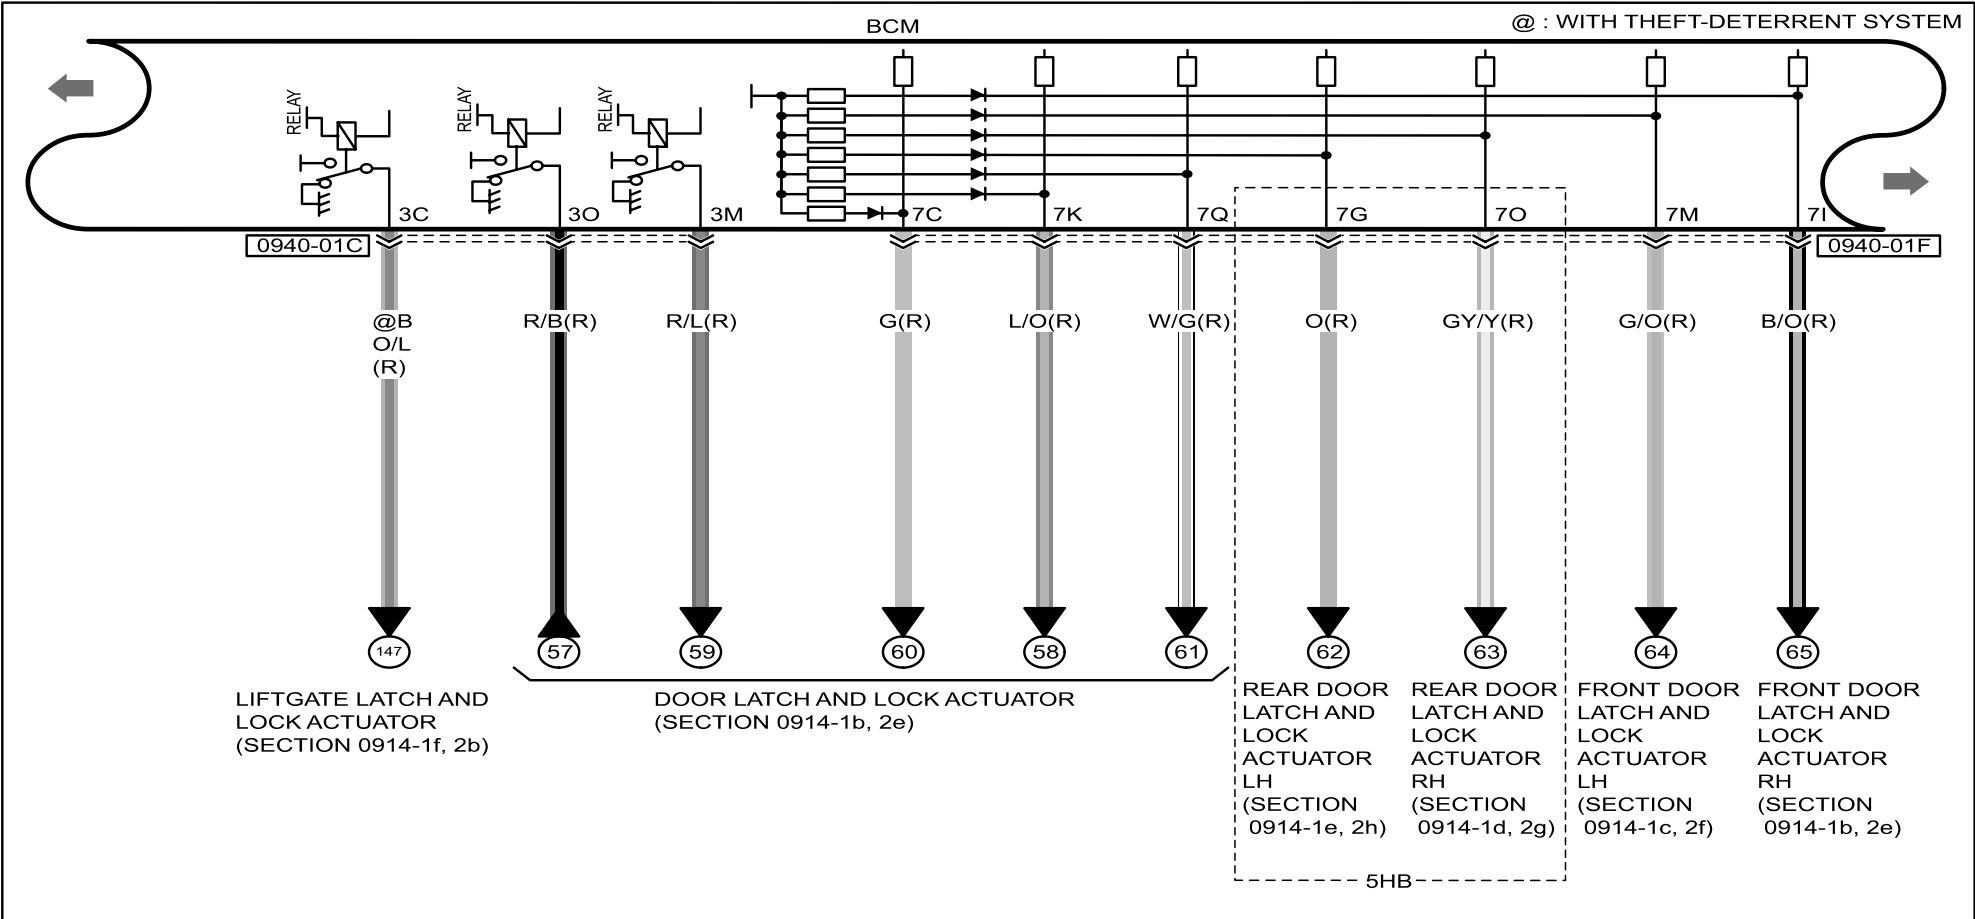 BCM
@ : WITH THEFT-DETERRENT SYSTEM
RELAY
RELAY
RELAY
3C
3O
3M
7C
7K
7Q
7G
7O
7M
7I
0940-01C
0940-01F
@B
O/L
(R)
R/B(R)
R/L(R)
G(R)
L/O(R)
W/G(R)
O(R)
GY/Y(R)
G/O(R)
B/O(R)
147
57
59
60
58
61
62
63
64
65
LIFTGATE LATCH AND
LOCK ACTUATOR
(SECTION 0914-1f, 2b)
DOOR LATCH AND LOCK ACTUATOR
(SECTION 0914-1b, 2e)
REAR DOOR
LATCH AND
LOCK
ACTUATOR
LH
(SECTION
0914-1e, 2h)
REAR DOOR
LATCH AND
LOCK
ACTUATOR
RH
(SECTION
0914-1d, 2g)
FRONT DOOR
LATCH AND
LOCK
ACTUATOR
LH
(SECTION
0914-1c, 2f)
FRONT DOOR
LATCH AND
LOCK
ACTUATOR
RH
(SECTION
0914-1b, 2e)
5HB